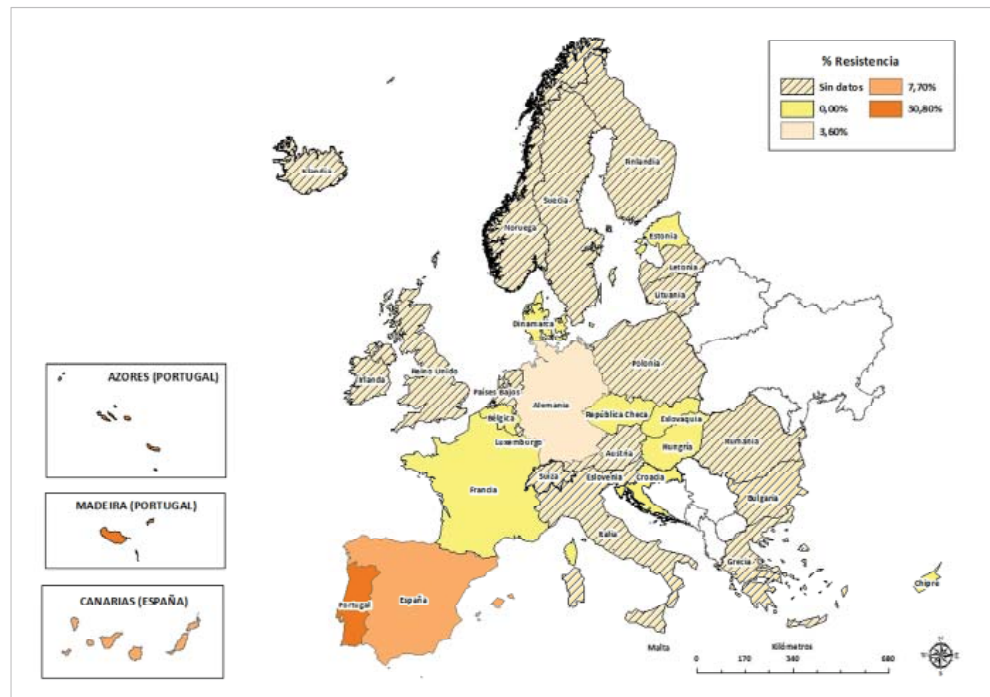 % Resistencia
Sin datos
7,70%
0,00%
30,80%
3,60%
Islandia
Finlandia
Suecia
Noruega
Estonia
Letonia
Lituania
Dinamarca
Reino Unido
Irlanda
Polonia
Países Bajos
Alemania
Bélgica
República Checa
Eslovaquia
Luxemburgo
Hungría
Rumania
Austria
Suiza
Eslovenia
Croacia
Francia
Bulgaria
Italia
Grecia
Chipre
Portugal
España
Malta
AZORES (PORTUGAL)
MADEIRA (PORTUGAL)
CANARIAS (ESPAÑA)
Kilómetros
0 170 340 680